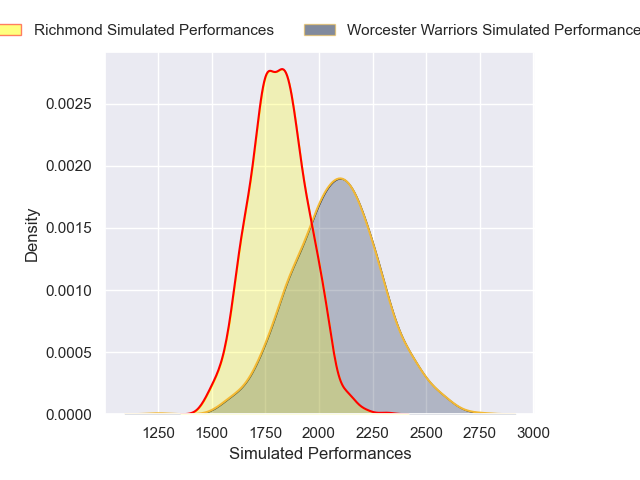 Richmond Simulated Performances
Worcester Warriors Simulated Performance
0.0025
0.0020
0.0015
0.0010
0.0005
0.0000
Density
1250 1500 1750 2000 2250 2500 2750 3000
Simulated Performances